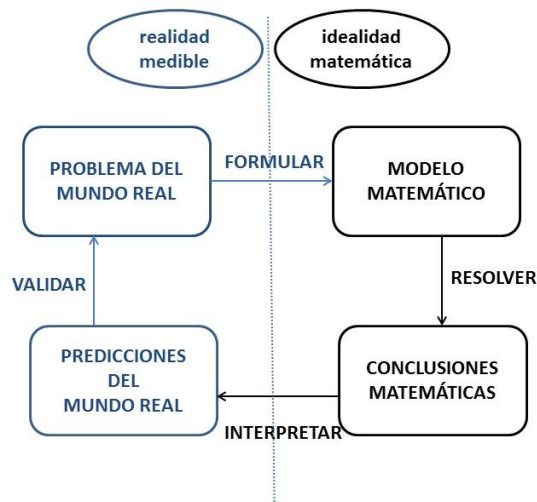 realidad
medible
idealidad
matemática
PROBLEMA DEL
MUNDO REAL
FORMULAR
MODELO
MATEMÁTICO
VALIDAR
RESOLVER
PREDICCIONES
DEL
MUNDO REAL
CONCLUSIONES
MATEMÁTICAS
INTERPRETAR